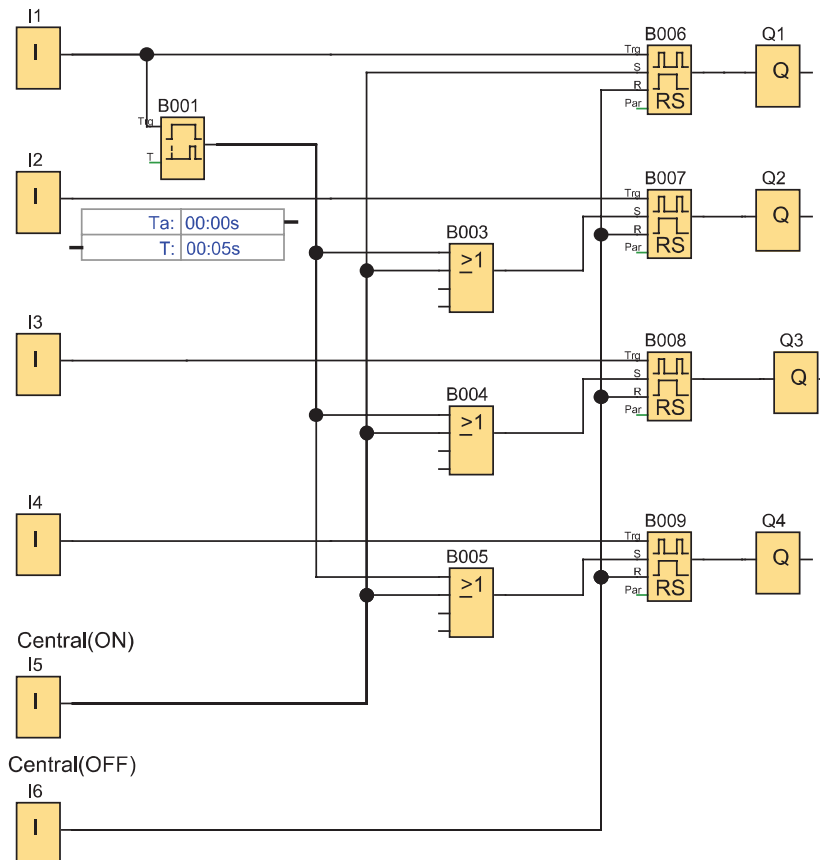 I1
I
B001
Trg
T
I2
I
Ta: 00:00s
T: 00:05s
I3
I
I4
I
Central(ON)
I5
I
Central(OFF)
I6
I
B003
≥1
B004
≥1
B005
≥1
B006
Trg
S
R
Par
RS
Q1
Q
B007
Trg
S
R
Par
RS
Q2
Q
B008
Trg
S
R
Par
RS
Q3
Q
B009
Trg
S
R
Par
RS
Q4
Q